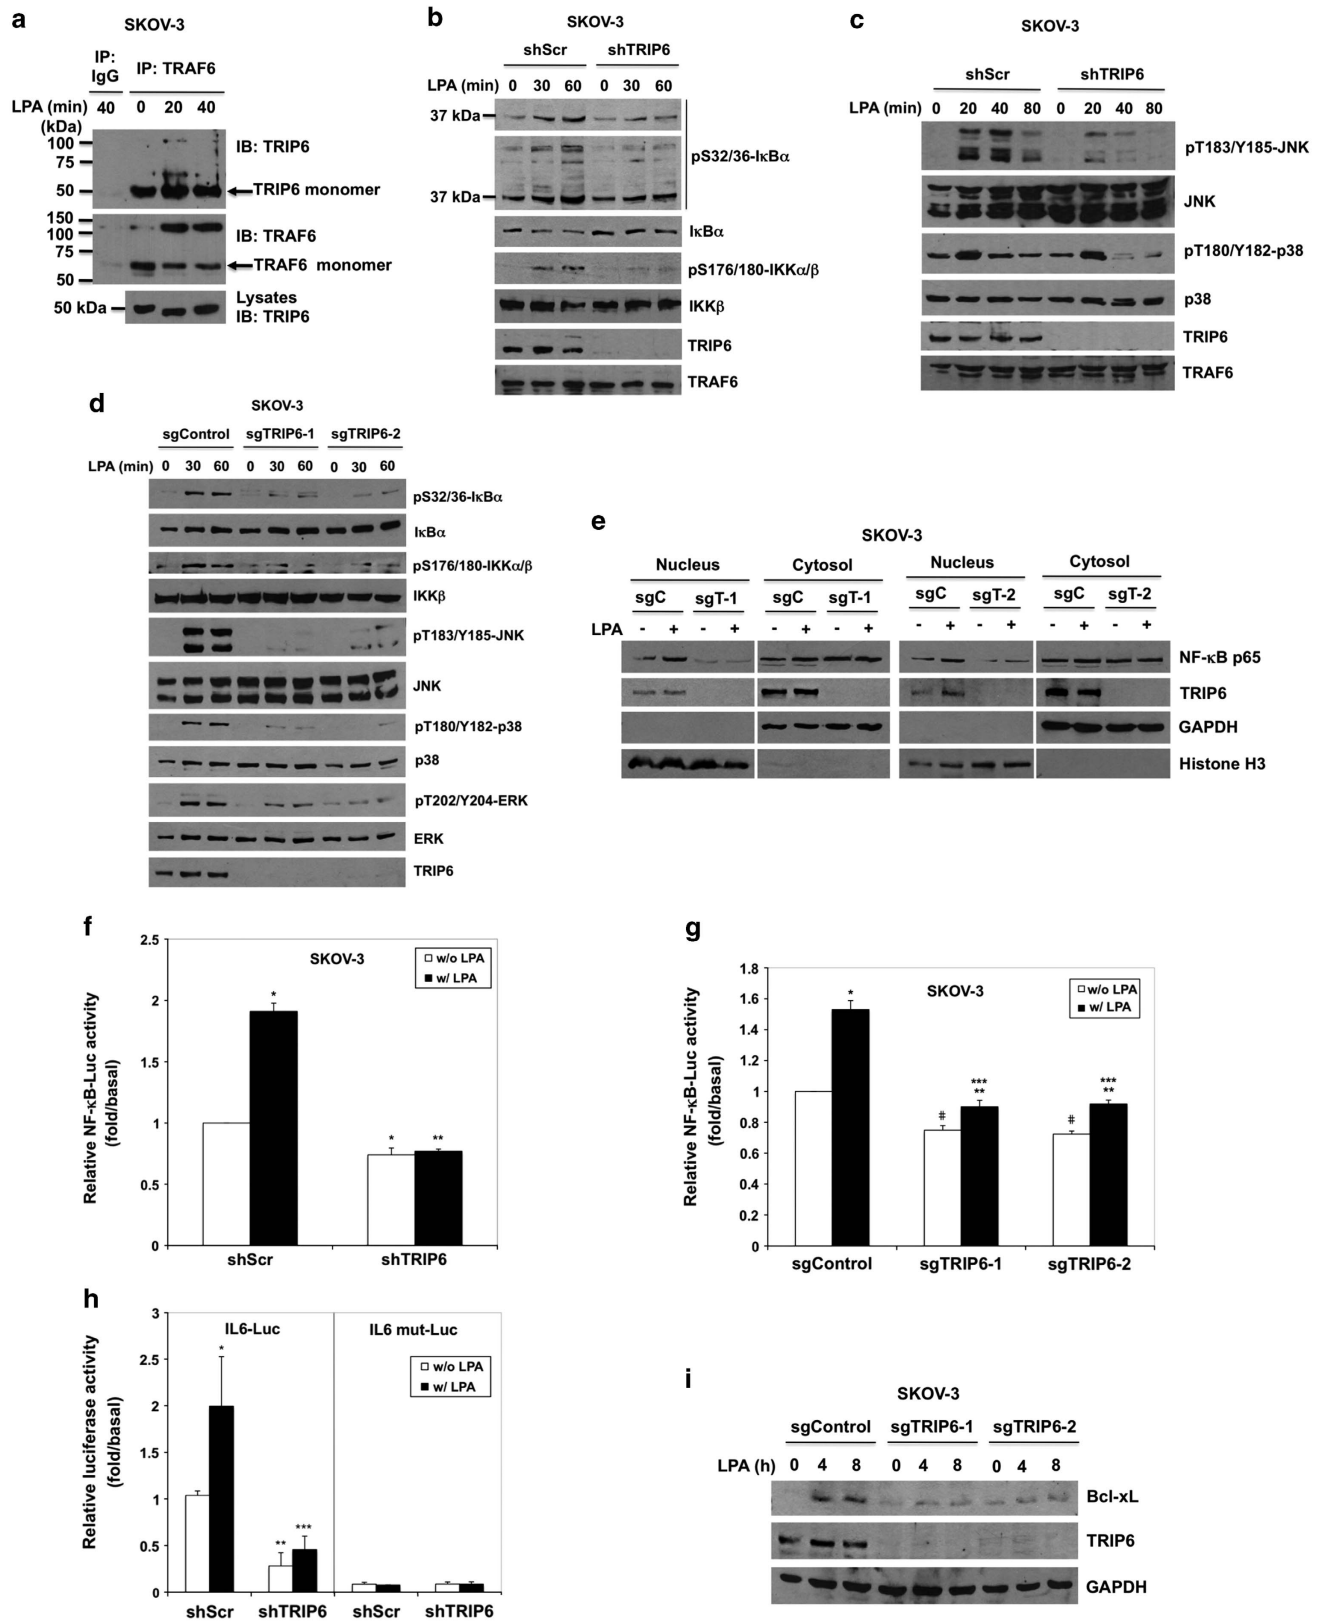 a
SKOV-3
IP:
IgG
IP: TRAF6
LPA (min) 40 0 20 40
(kDa)
100
75
50
IB: TRIP6
TRIP6 monomer
150
100
75
50
IB: TRAF6
TRAF6 monomer
50 kDa
Lysates
IB: TRIP6
b
SKOV-3
shScr shTRIP6
LPA (min) 0 30 60 0 30 60
37 kDa
37 kDa
pS32/36-IκBα
IκBα
pS176/180-IKKα/β
IKKβ
TRIP6
TRAF6
c
SKOV-3
shScr shTRIP6
LPA (min) 0 20 40 80 0 20 40 80
pT183/Y185-JNK
JNK
pT180/Y182-p38
p38
TRIP6
TRAF6
d
SKOV-3
sgControl sgTRIP6-1 sgTRIP6-2
LPA (min) 0 30 60 0 30 60 0 30 60
pS32/36-IκBα
IκBα
pS176/180-IKKα/β
IKKβ
pT183/Y185-JNK
JNK
pT180/Y182-p38
p38
pT202/Y204-ERK
ERK
TRIP6
e
SKOV-3
Nucleus Cytosol Nucleus Cytosol
sgC sgT-1 sgC sgT-1 sgC sgT-2 sgC sgT-2
LPA - + - + - + - + - + - + - + - +
NF-κB p65
TRIP6
GAPDH
Histone H3
f
SKOV-3
w/o LPA
w/ LPA
Relative NF-κB-Luc activity
(fold/basal)
2.5
2
1.5
1
0.5
0
*
* **
shScr shTRIP6
g
SKOV-3
w/o LPA
w/ LPA
Relative NF-κB-Luc activity
(fold/basal)
1.8
1.6
1.4
1.2
1
0.8
0.6
0.4
0.2
0
*
*** ***
** **
# #
sgControl sgTRIP6-1 sgTRIP6-2
h
IL6-Luc IL6 mut-Luc
w/o LPA
w/ LPA
Relative luciferase activity
(fold/basal)
3
2.5
2
1.5
1
0.5
0
*
** ***
shScr shTRIP6 shScr shTRIP6
i
SKOV-3
sgControl sgTRIP6-1 sgTRIP6-2
LPA (h) 0 4 8 0 4 8 0 4 8
Bcl-xL
TRIP6
GAPDH